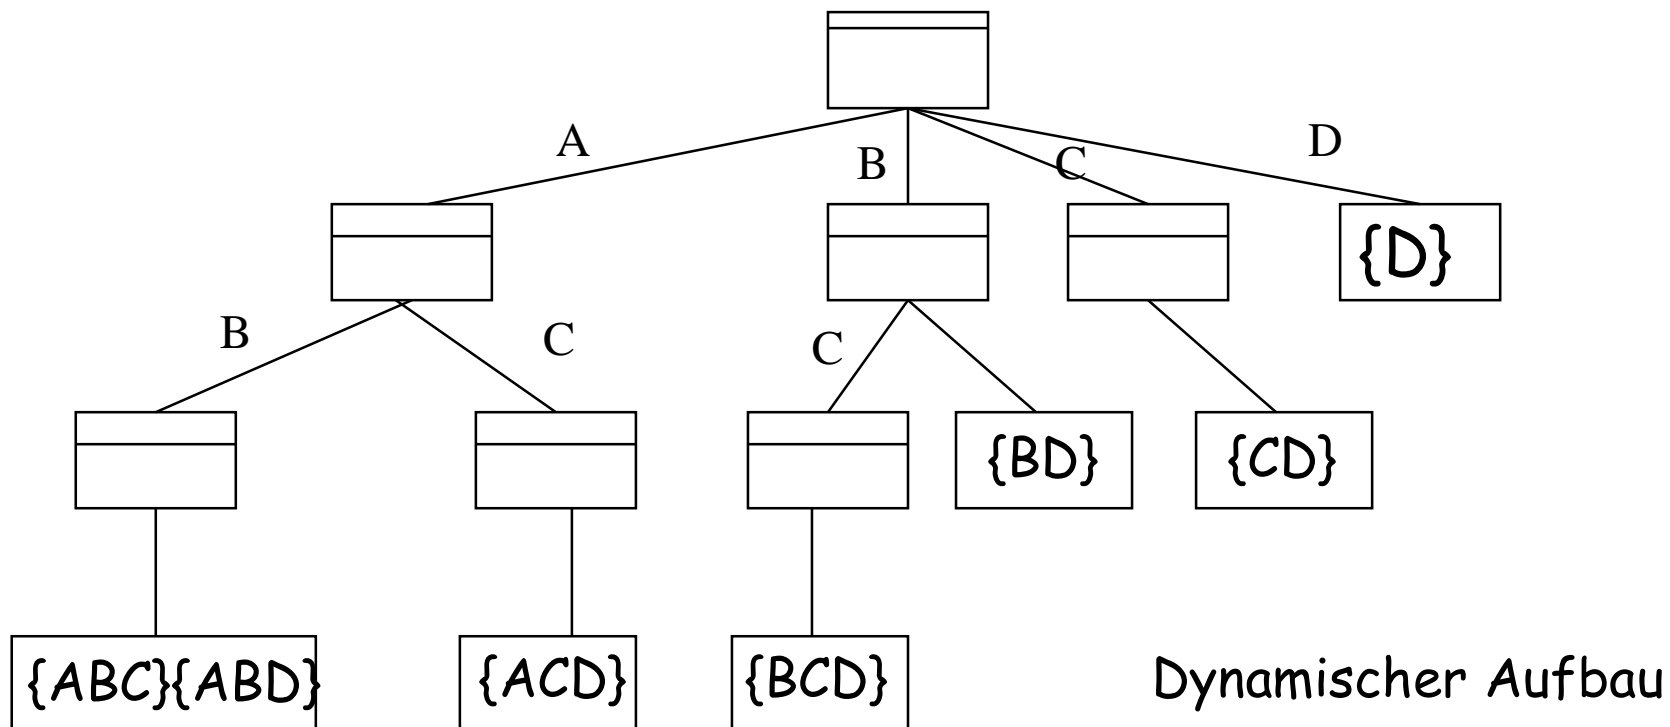 A B C D
{D}
B C C
{BD} {CD}
{ABC}{ABD} {ACD} {BCD}
Dynamischer Aufbau